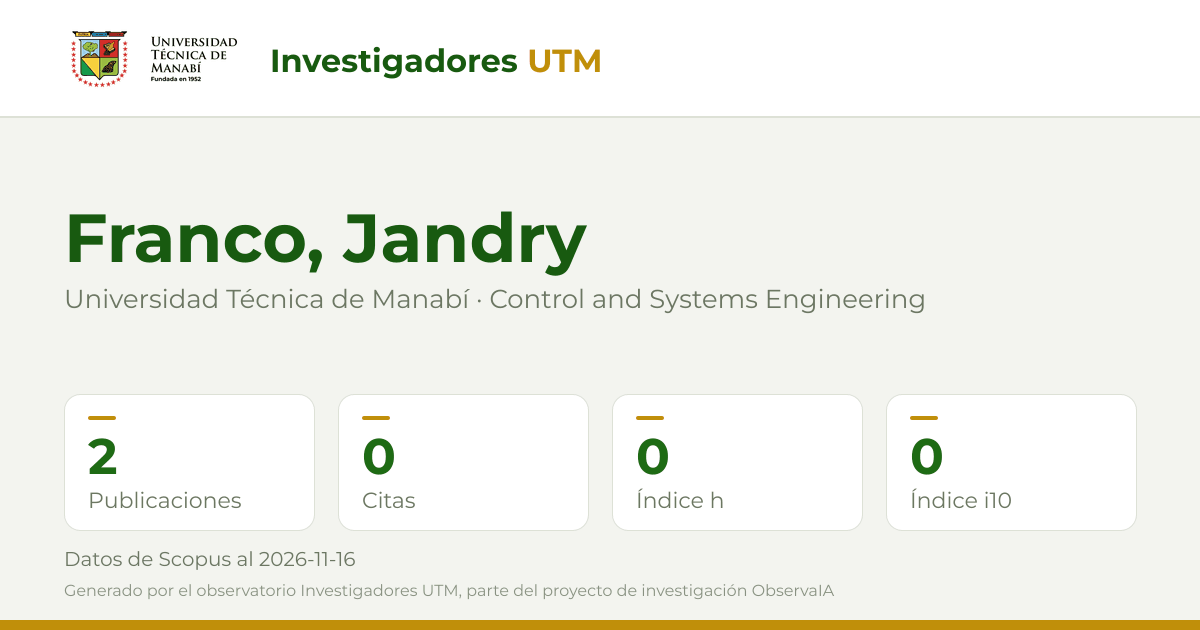 UNIVERSIDAD
TÉCNICA DE
MANABÍ
Fundada en 1952
Investigadores UTM
Franco, Jandry
Universidad Técnica de Manabí · Control and Systems Engineering
2
Publicaciones
0
Citas
0
Índice h
0
Índice i10
Datos de Scopus al 2026-11-16
Generado por el observatorio Investigadores UTM, parte del proyecto de investigación ObservaIA